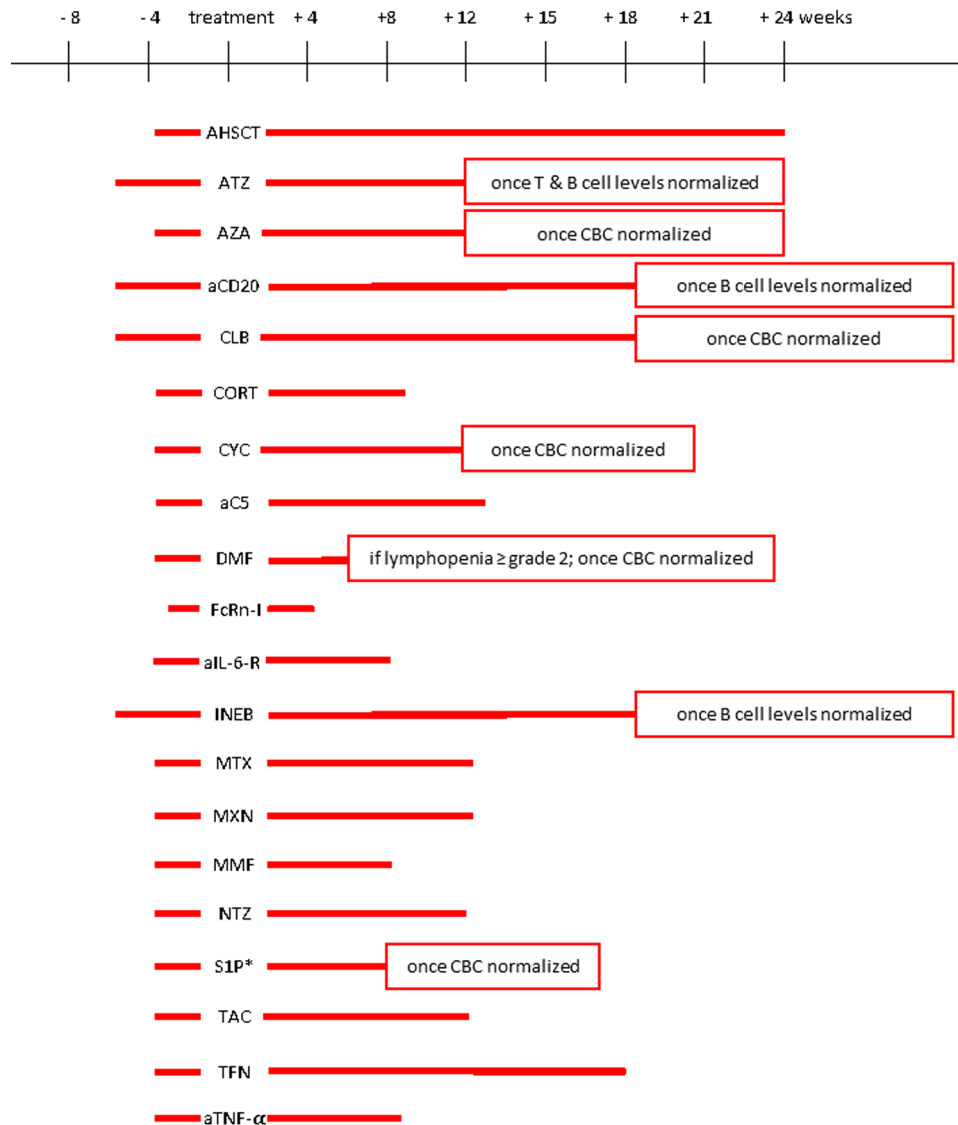 - 8 - 4 treatment + 4 +8 + 12 + 15 + 18 + 21 + 24 weeks
AHSCT
ATZ once T & B cell levels normalized
AZA once CBC normalized
aCD20 once B cell levels normalized
CLB once CBC normalized
CORT
CYC once CBC normalized
aC5
DMF if lymphopenia ≥ grade 2; once CBC normalized
FcRn-I
aIL-6-R
INEB once B cell levels normalized
MTX
MXN
MMF
NTZ
S1P* once CBC normalized
TAC
TFN
aTNF-α